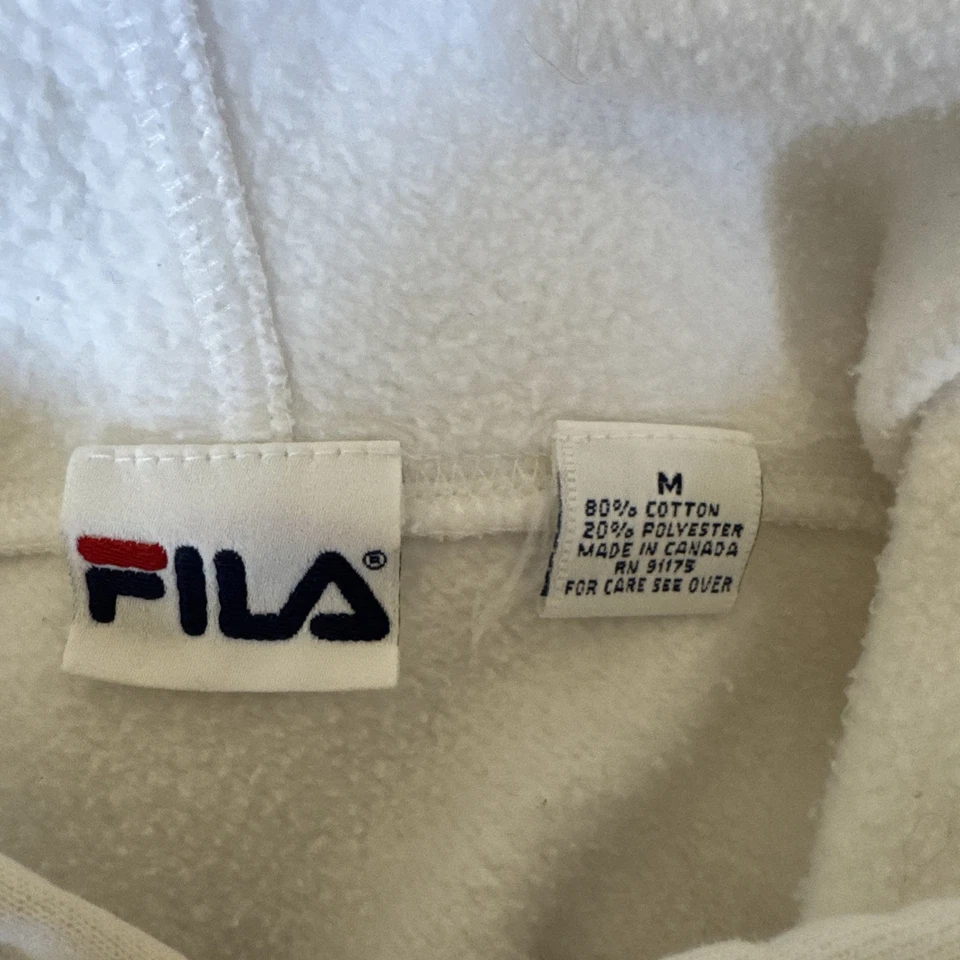 FILA®
M
80% COTTON
20% POLYESTER
MADE IN CANADA
RN 91175
FOR CARE SEE OVER